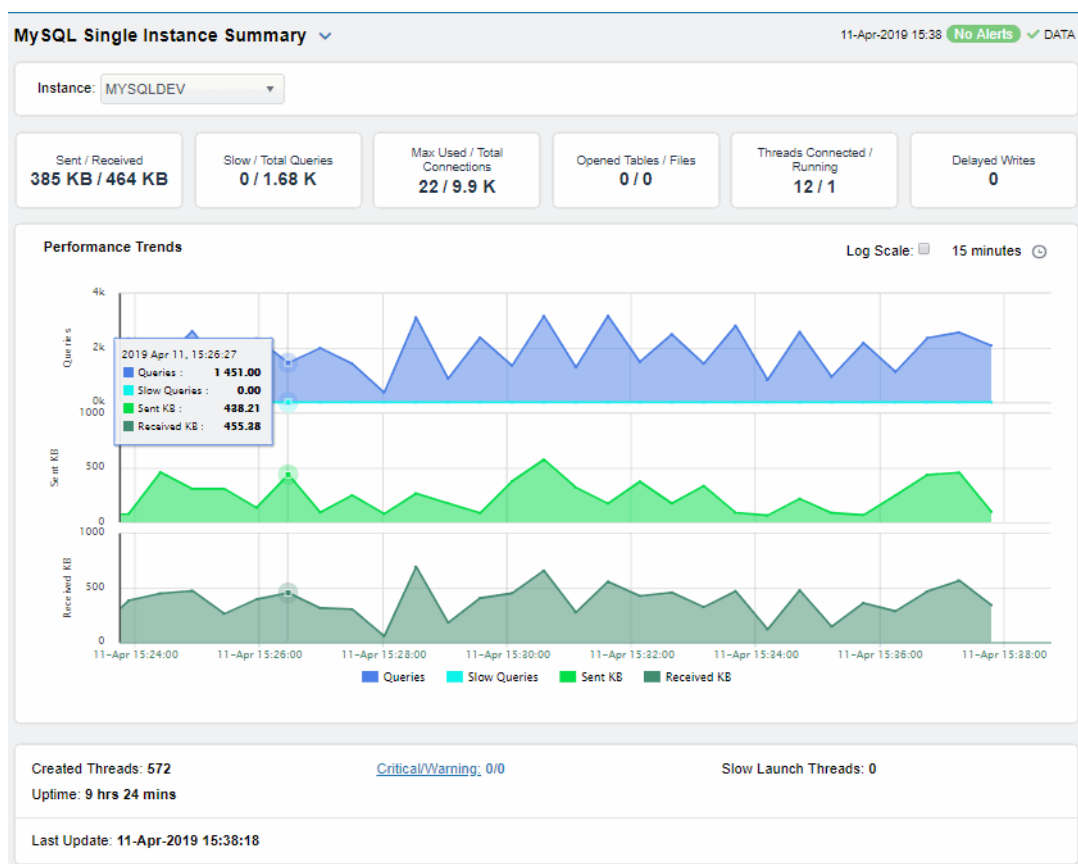 MySQL Single Instance Summary
11-Apr-2019 15:38 No Alerts DATA
Instance: MYSQLDEV
Sent / Received
385 KB / 464 KB
Slow / Total Queries
0 / 1.68 K
Max Used / Total
Connections
22 / 9.9 K
Opened Tables / Files
0 / 0
Threads Connected /
Running
12 / 1
Delayed Writes
0
Performance Trends
Log Scale: 15 minutes
4k
2k
0k
Queries
2019 Apr 11, 15:26:27
Queries : 1 451.00
Slow Queries : 0.00
Sent KB : 438.21
Received KB : 455.38
1000
500
0
Sent KB
1000
500
0
Received KB
11-Apr 15:24:00 11-Apr 15:26:00 11-Apr 15:28:00 11-Apr 15:30:00 11-Apr 15:32:00 11-Apr 15:34:00 11-Apr 15:36:00 11-Apr 15:38:00
Queries Slow Queries Sent KB Received KB
Created Threads: 572 Critical/Warning: 0/0 Slow Launch Threads: 0
Uptime: 9 hrs 24 mins
Last Update: 11-Apr-2019 15:38:18